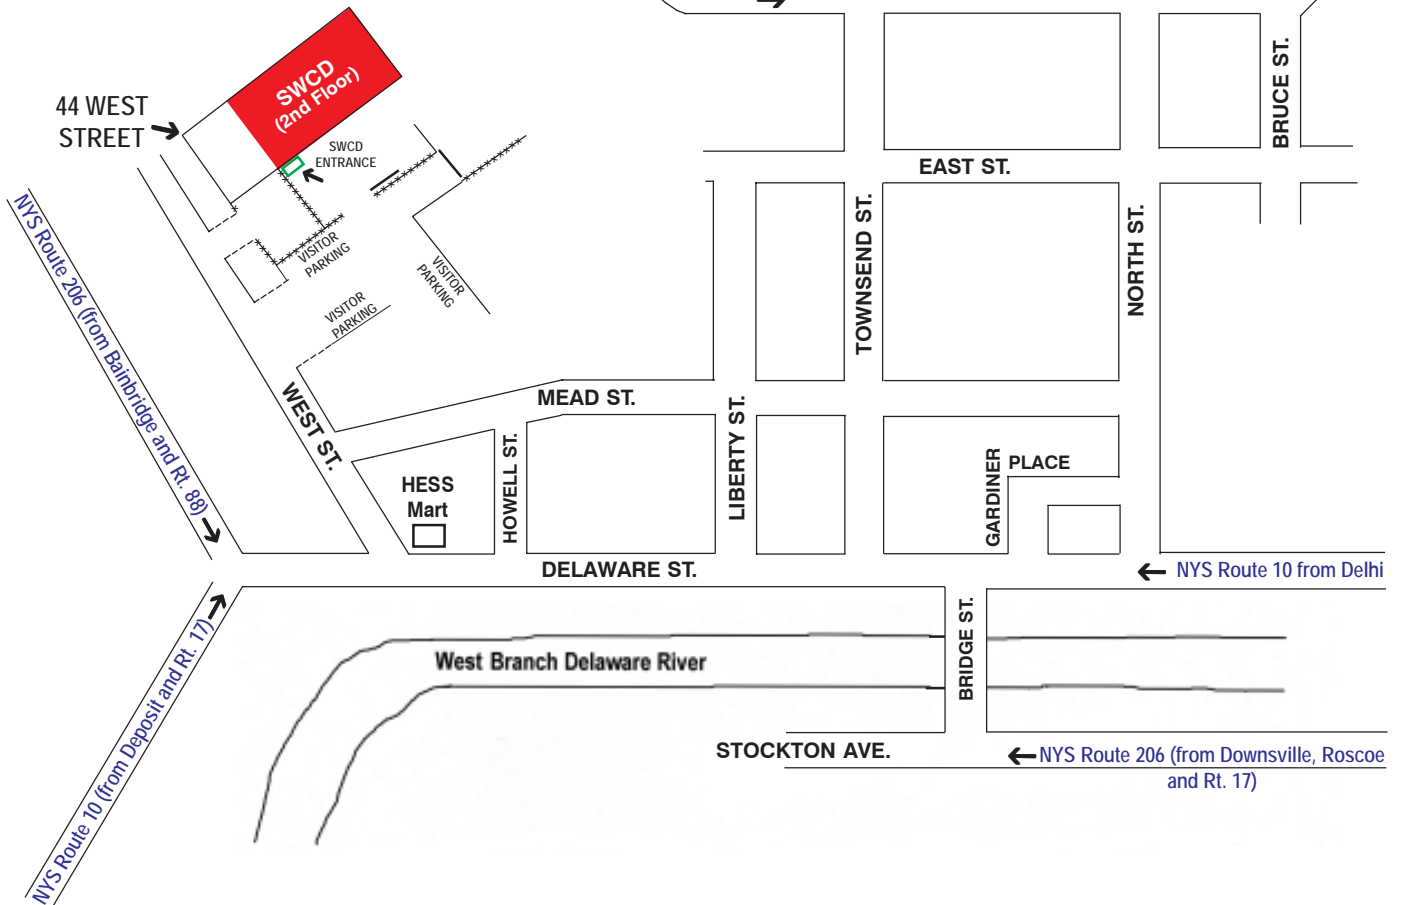 SWCD
(2nd Floor)
44 WEST
STREET
SWCD
ENTRANCE
BRUCE ST.
EAST ST.
NYS Route 206 (from Bainbridge and Rt. 88)
VISITOR
PARKING
VISITOR
PARKING
VISITOR
PARKING
TOWNSEND ST.
NORTH ST.
WEST ST.
MEAD ST.
LIBERTY ST.
HOWELL ST.
HESS
Mart
GARDINER
PLACE
DELAWARE ST.
NYS Route 10 from Delhi
NYS Route 10 (from Deposit and Rt. 17)
West Branch Delaware River
BRIDGE ST.
STOCKTON AVE.
NYS Route 206 (from Downsville, Roscoe
and Rt. 17)